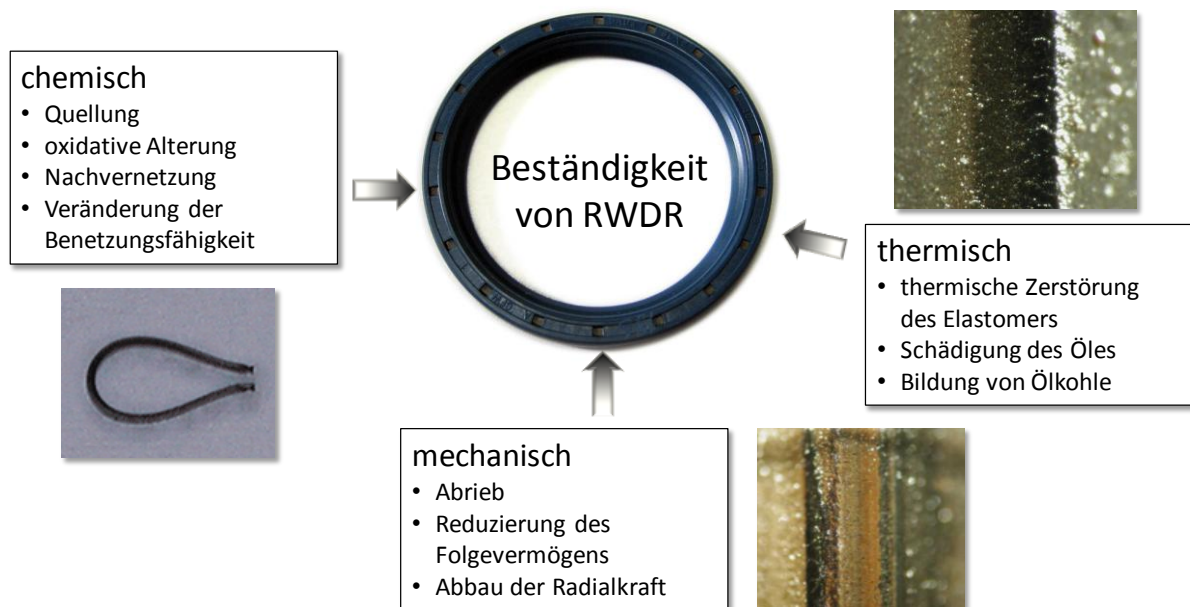 chemisch
• Quellung
• oxidative Alterung
• Nachvernetzung
• Veränderung der
Benetzungsfähigkeit
Beständigkeit
von RWDR
thermisch
• thermische Zerstörung
des Elastomers
• Schädigung des Öles
• Bildung von Ölkohle
mechanisch
• Abrieb
• Reduzierung des
Folgevermögens
• Abbau der Radialkraft